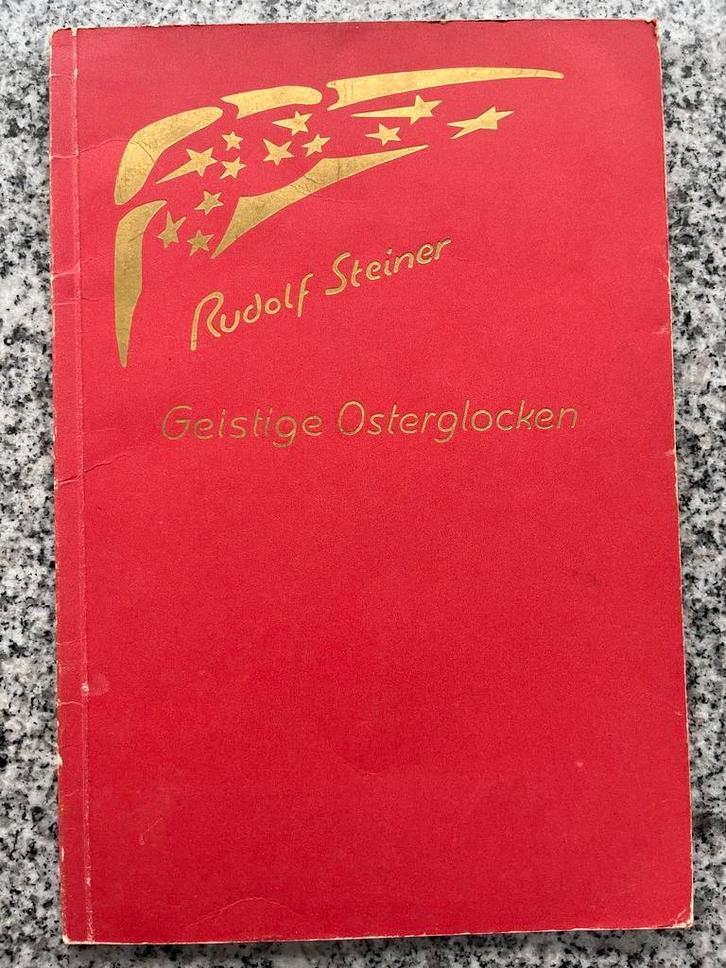 Rudolf Steiner
Geistige Osterglocken